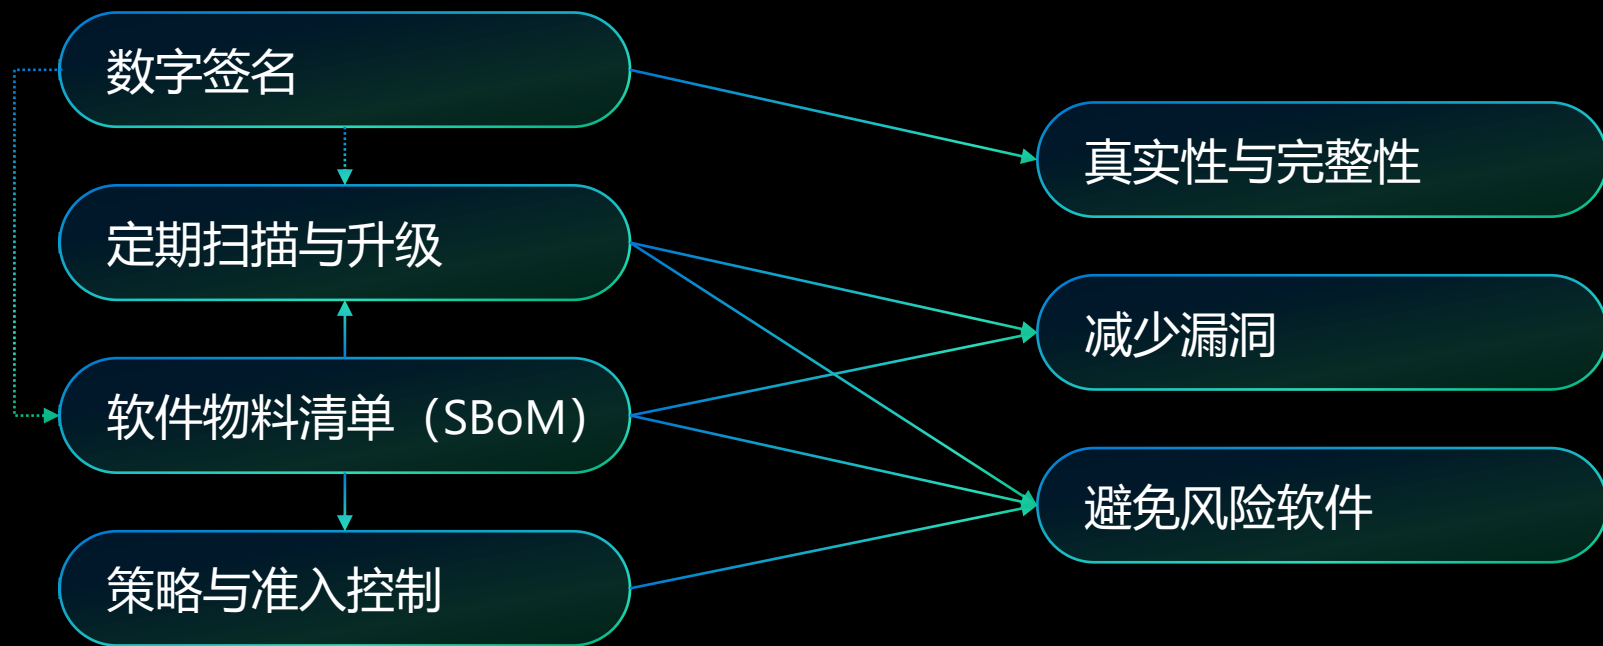 数字签名
定期扫描与升级
软件物料清单（SBoM）
策略与准入控制
真实性与完整性
减少漏洞
避免风险软件